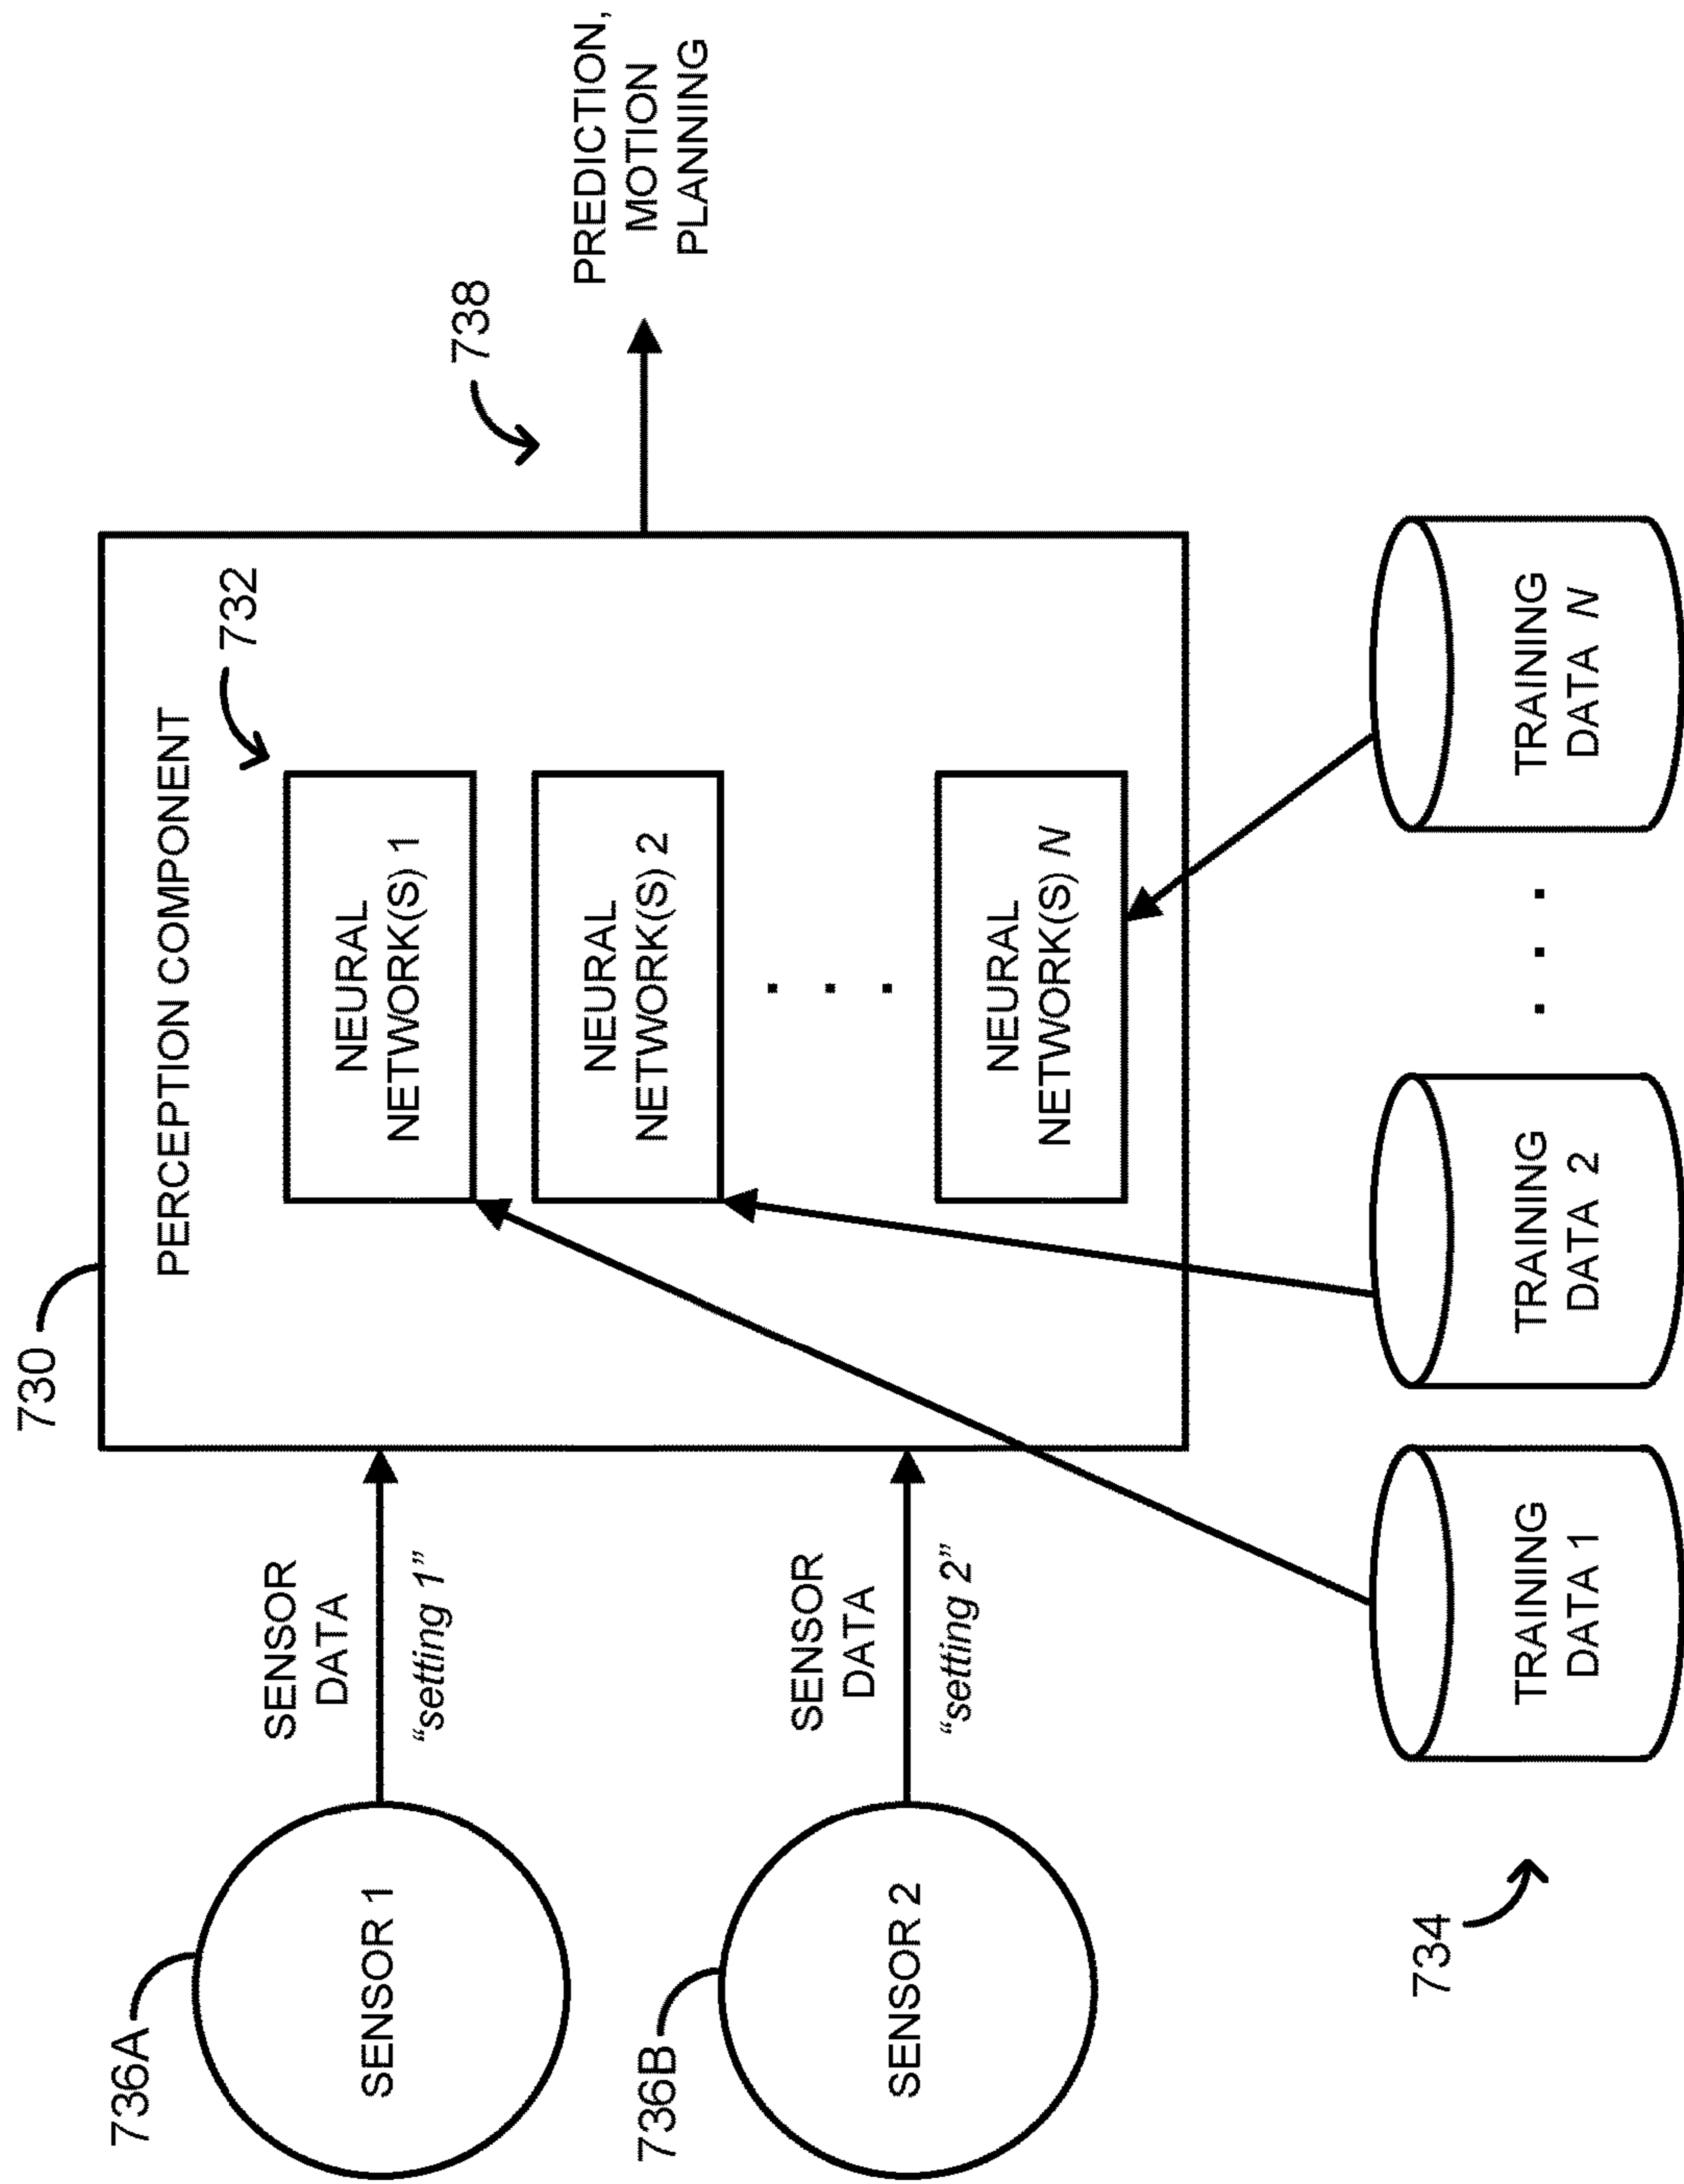 730
PERCEPTION COMPONENT
732
736A
SENSOR 1
SENSOR
DATA
“setting 1”
NEURAL
NETWORK(S) 1
NEURAL
NETWORK(S) 2
738
PREDICTION,
MOTION
PLANNING
736B
SENSOR 2
SENSOR
DATA
“setting 2”
. . .
NEURAL
NETWORK(S) N
734
TRAINING
DATA 1
TRAINING
DATA 2
. . .
TRAINING
DATA N